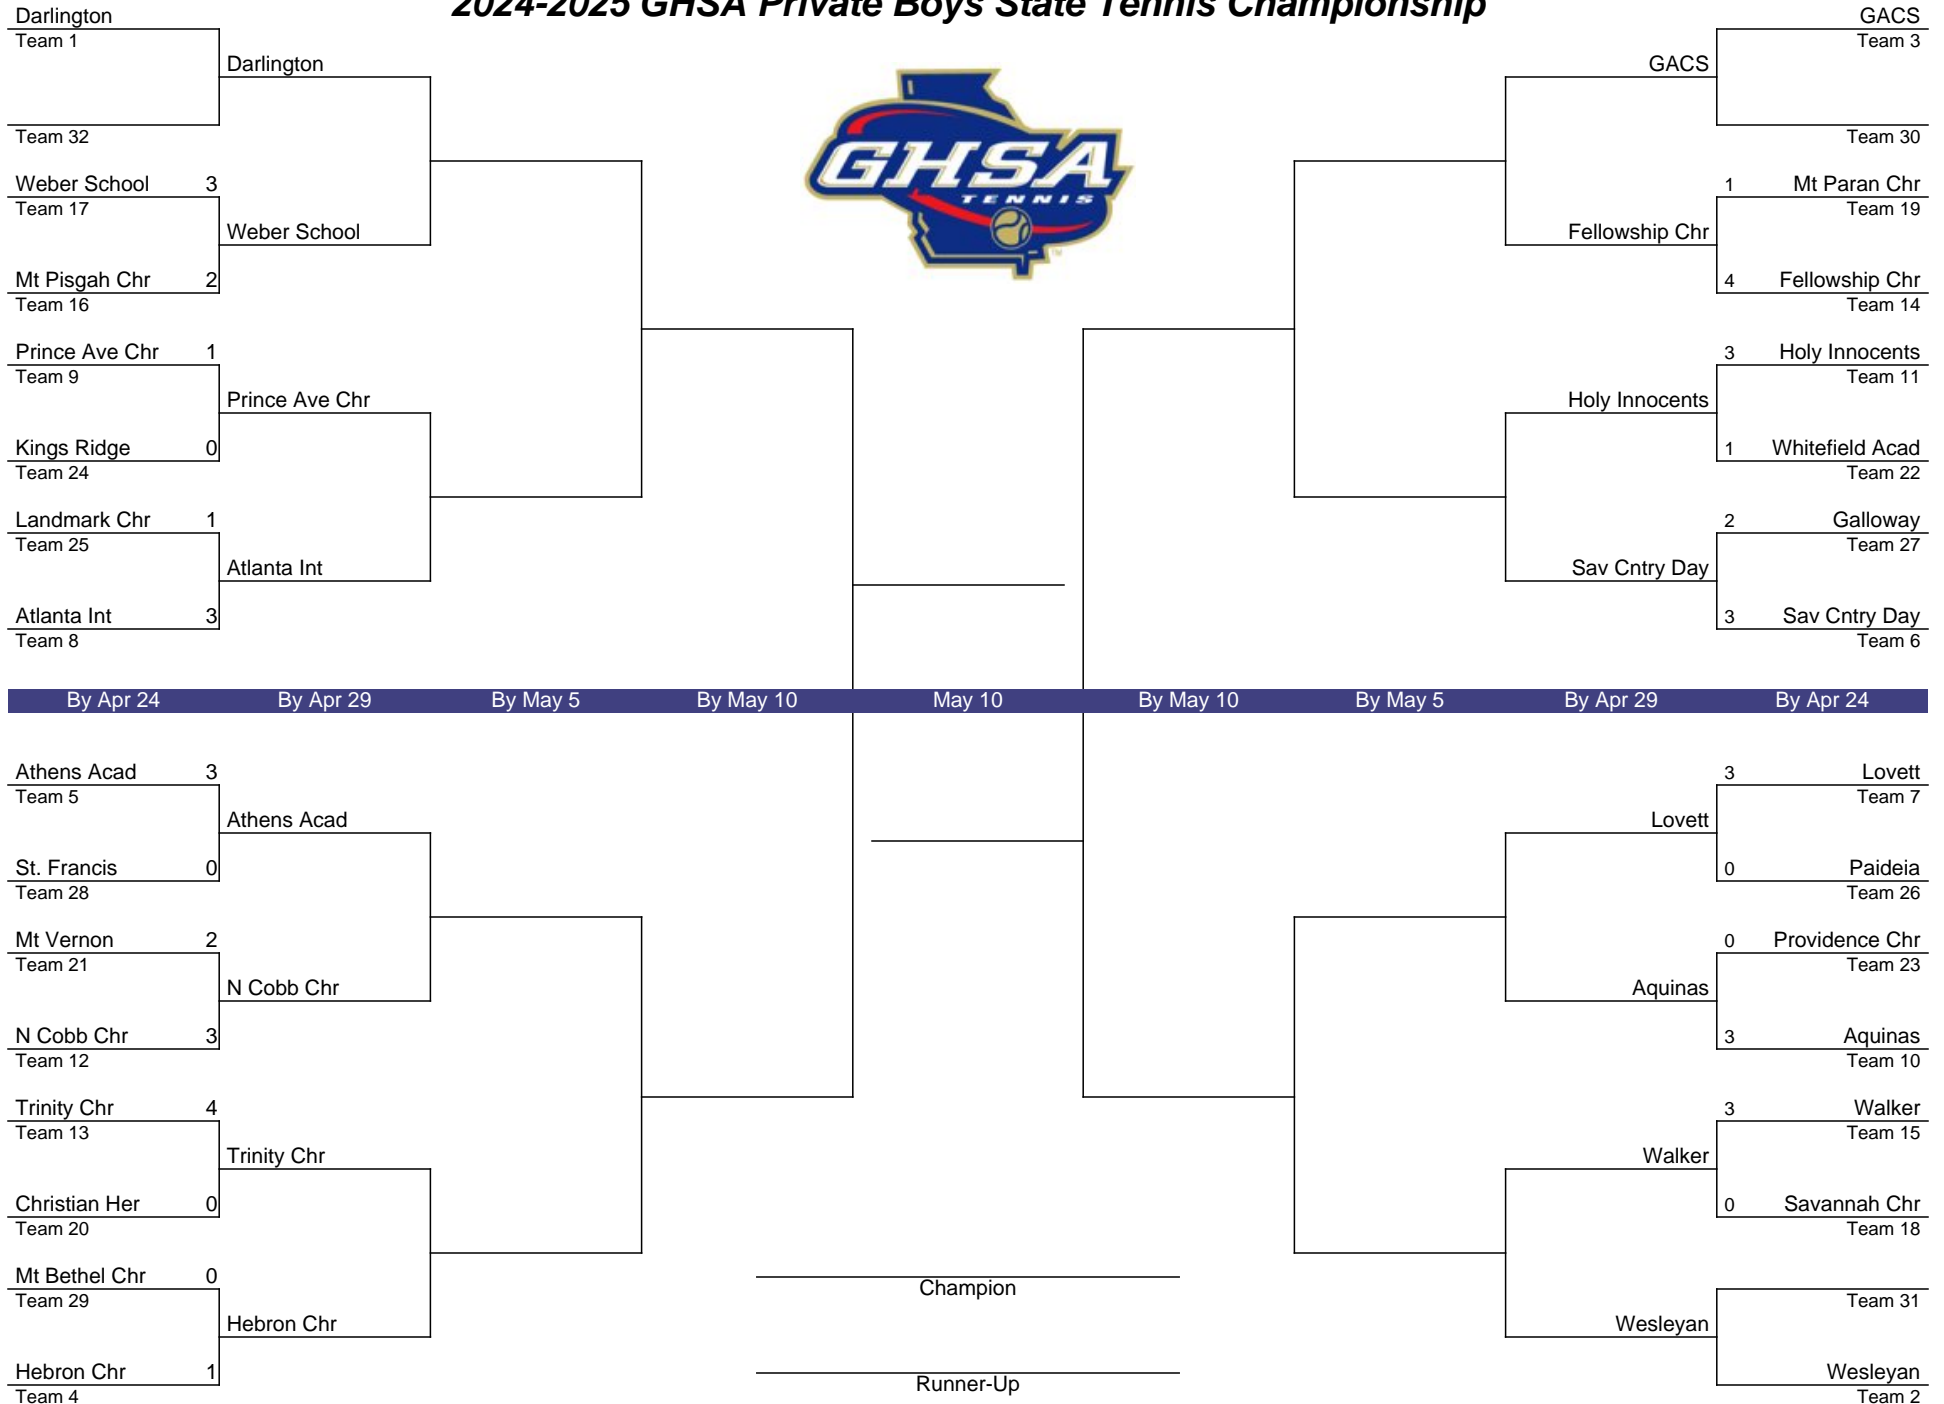 2024-2025 GHSA Private Boys State Tennis Championship
GHSA
TENNIS
TM
Darlington
Team 1
Darlington
Team 32
Weber School 3
Team 17
Weber School
Mt Pisgah Chr 2
Team 16
Prince Ave Chr 1
Team 9
Prince Ave Chr
Kings Ridge 0
Team 24
Landmark Chr 1
Team 25
Atlanta Int
Atlanta Int 3
Team 8
GACS
Team 3
GACS
Team 30
1 Mt Paran Chr
Team 19
Fellowship Chr
4 Fellowship Chr
Team 14
3 Holy Innocents
Team 11
Holy Innocents
1 Whitefield Acad
Team 22
2 Galloway
Team 27
Sav Cntry Day
3 Sav Cntry Day
Team 6
By Apr 24 By Apr 29 By May 5 By May 10 May 10 By May 10 By May 5 By Apr 29 By Apr 24
Athens Acad 3
Team 5
Athens Acad
St. Francis 0
Team 28
Mt Vernon 2
Team 21
N Cobb Chr
N Cobb Chr 3
Team 12
Trinity Chr 4
Team 13
Trinity Chr
Christian Her 0
Team 20
Mt Bethel Chr 0
Team 29
Hebron Chr
Hebron Chr 1
Team 4
3 Lovett
Team 7
Lovett
0 Paideia
Team 26
0 Providence Chr
Team 23
Aquinas
3 Aquinas
Team 10
3 Walker
Team 15
Walker
0 Savannah Chr
Team 18
Team 31
Wesleyan
Wesleyan
Team 2
Champion
Runner-Up